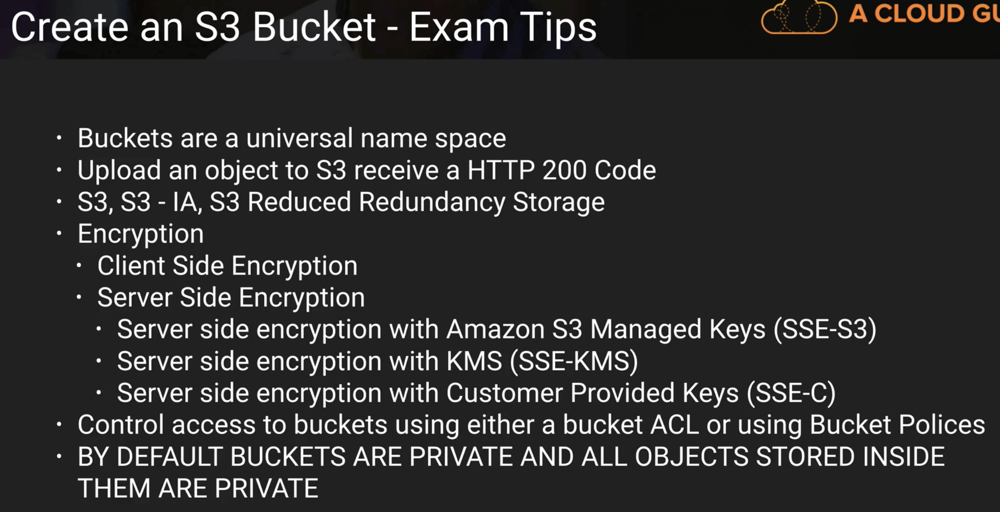 Create an S3 Bucket - Exam Tips
A CLOUD GU
· Buckets are a universal name space
· Upload an object to S3 receive a HTTP 200 Code
· S3, S3 - IA, S3 Reduced Redundancy Storage
· Encryption
· Client Side Encryption
· Server Side Encryption
· Server side encryption with Amazon S3 Managed Keys (SSE-S3)
· Server side encryption with KMS (SSE-KMS)
· Server side encryption with Customer Provided Keys (SSE-C)
· Control access to buckets using either a bucket ACL or using Bucket Polices
· BY DEFAULT BUCKETS ARE PRIVATE AND ALL OBJECTS STORED INSIDE
THEM ARE PRIVATE